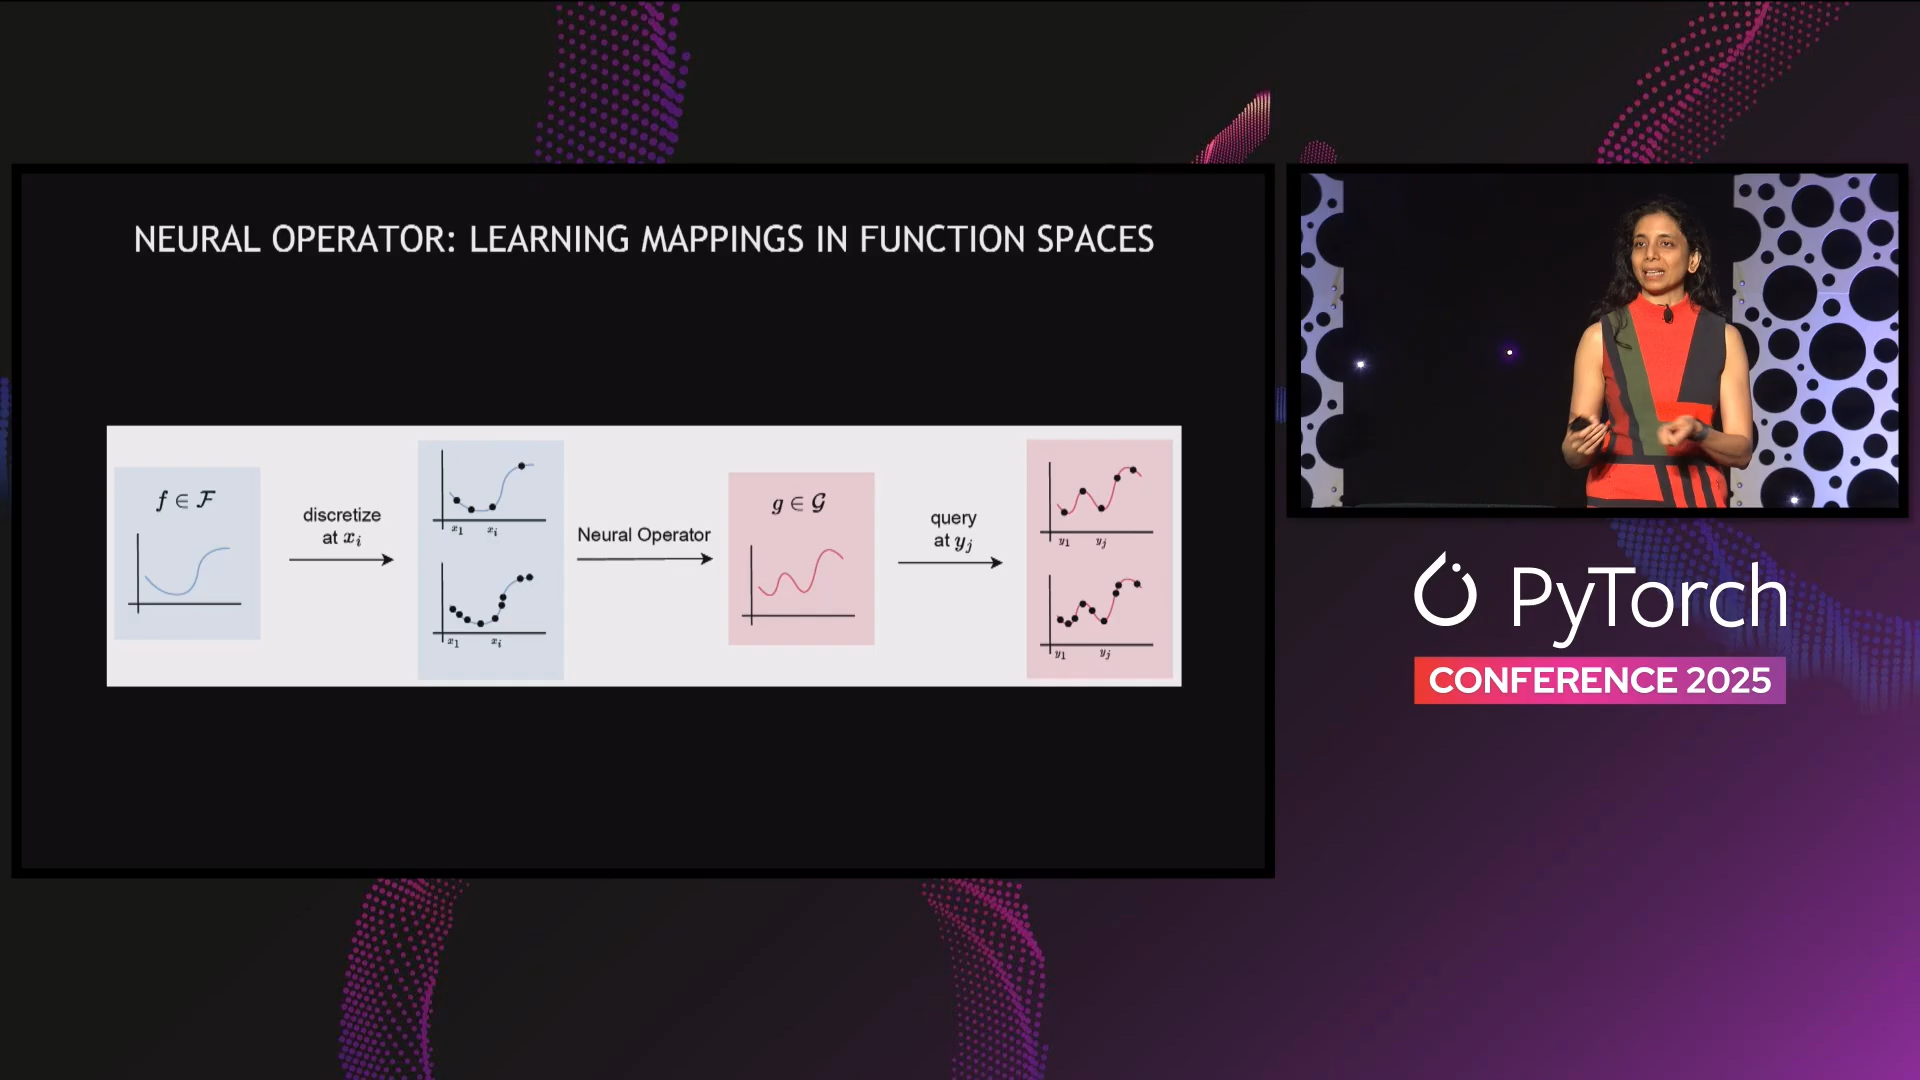 NEURAL OPERATOR: LEARNING MAPPINGS IN FUNCTION SPACES
f ∈ ℱ
discretize
at xᵢ
x₁ xᵢ
x₁ xᵢ
Neural Operator
g ∈ 𝒢
query
at yⱼ
y₁ yⱼ
y₁ yⱼ
PyTorch
CONFERENCE 2025